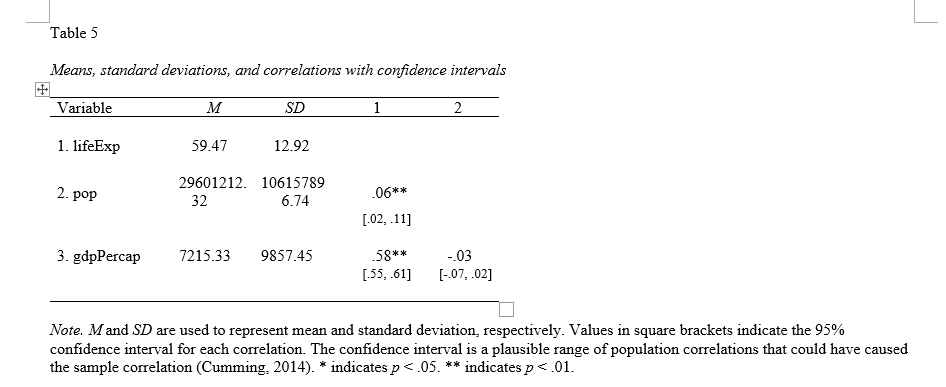 Table 5
Means, standard deviations, and correlations with confidence intervals
Variable M SD 1 2
1. lifeExp 59.47 12.92
29601212. 10615789
2. pop .06**
32 6.74
[.02, .11]
3. gdpPercap 7215.33 9857.45 .58** -.03
[.55, .61] [-.07, .02]
Note. M and SD are used to represent mean and standard deviation, respectively. Values in square brackets indicate the 95%
confidence interval for each correlation. The confidence interval is a plausible range of population correlations that could have caused
the sample correlation (Cumming, 2014). * indicates p < .05. ** indicates p < .01.